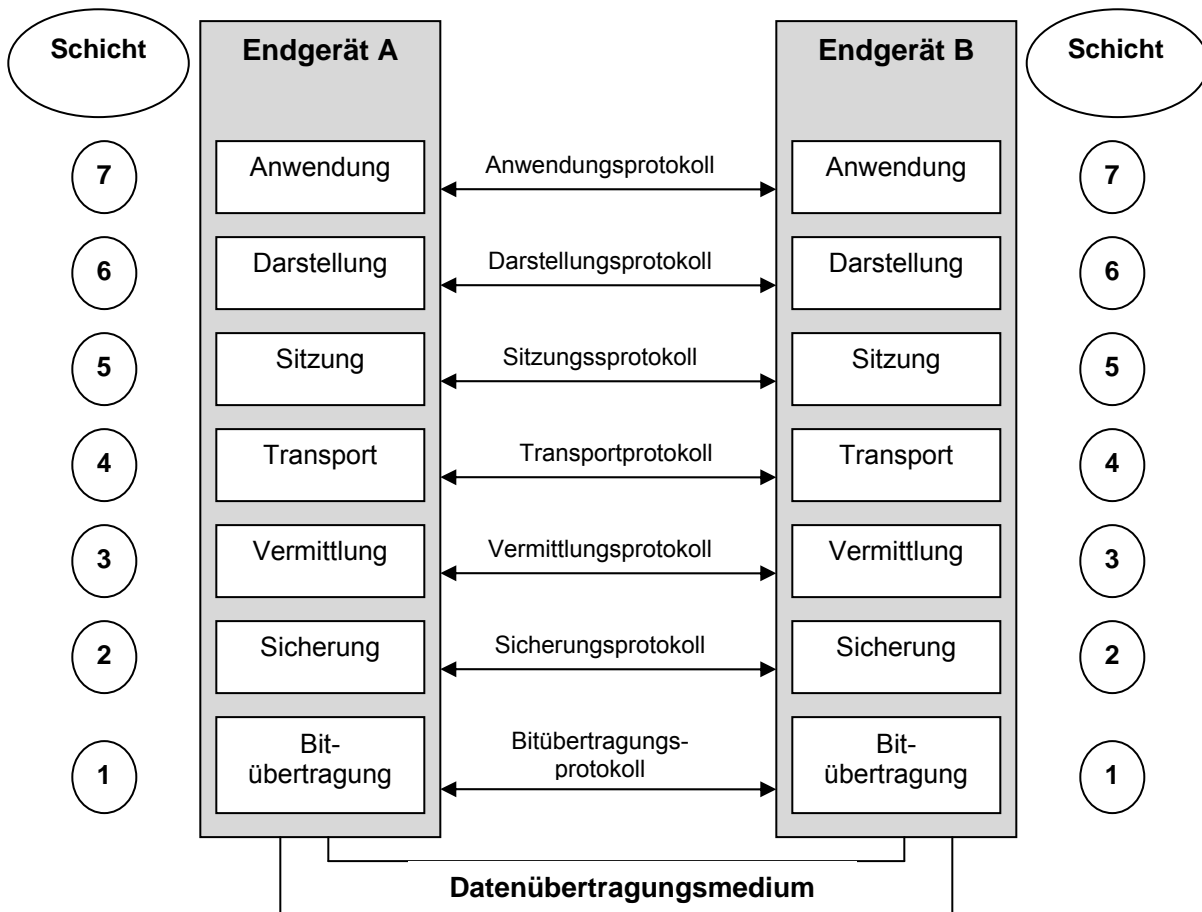 Schicht
Endgerät A
Endgerät B
Schicht
7
Anwendung
Anwendungsprotokoll
Anwendung
7
6
Darstellung
Darstellungsprotokoll
Darstellung
6
5
Sitzung
Sitzungssprotokoll
Sitzung
5
4
Transport
Transportprotokoll
Transport
4
3
Vermittlung
Vermittlungsprotokoll
Vermittlung
3
2
Sicherung
Sicherungsprotokoll
Sicherung
2
1
Bit-
übertragung
Bitübertragungs-
protokoll
Bit-
übertragung
1
Datenübertragungsmedium